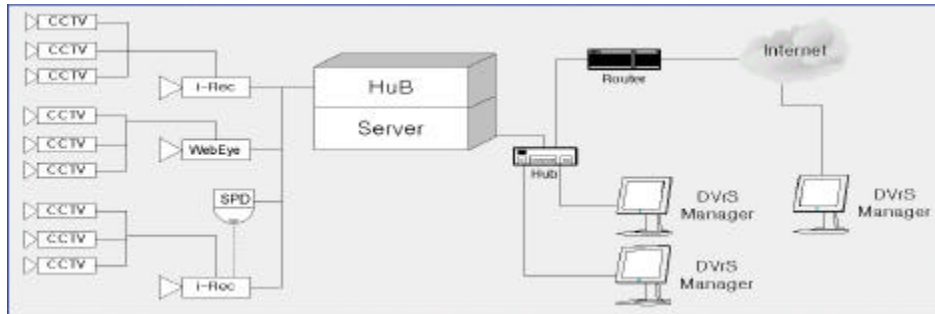 CCTV
CCTV
CCTV
i-Rec
CCTV
CCTV
CCTV
WebEye
SPD
CCTV
CCTV
CCTV
i-Rec
HuB
Server
Hub
Router
Internet
DVrS
Manager
DVrS
Manager
DVrS
Manager